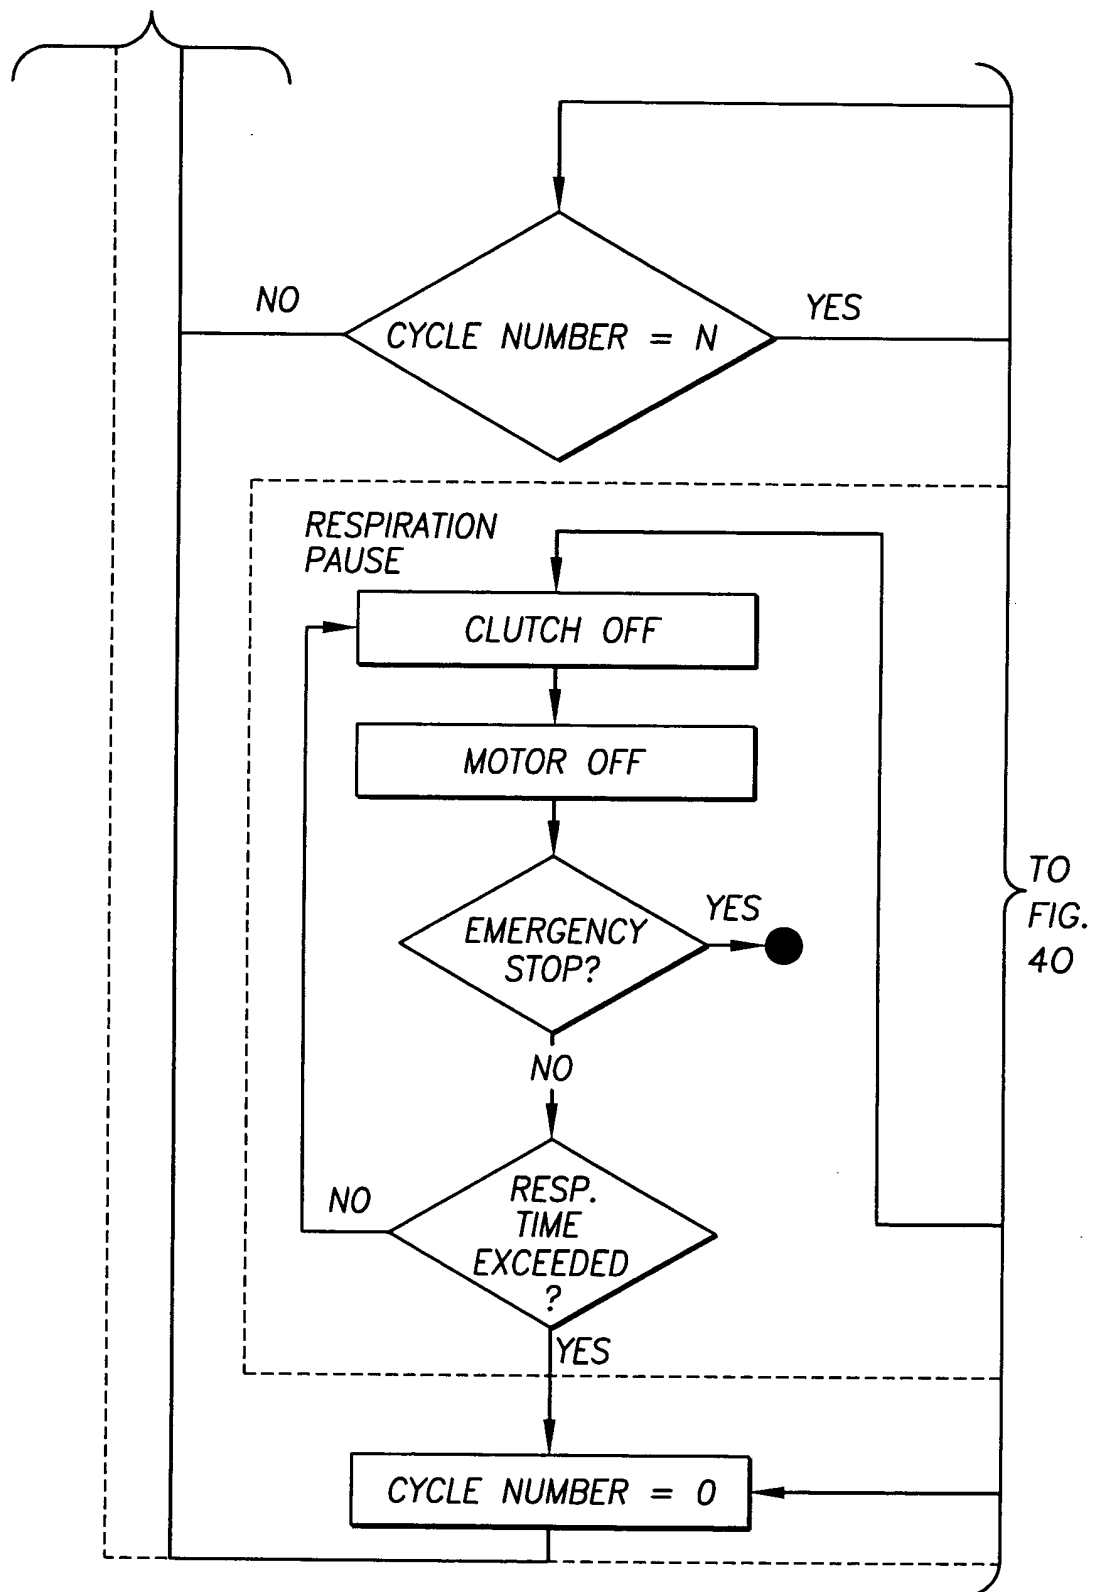 NO
YES
CYCLE NUMBER = N
RESPIRATION
PAUSE
CLUTCH OFF
MOTOR OFF
EMERGENCY
STOP?
YES
TO
FIG.
40
NO
RESP.
TIME
EXCEEDED
?
NO
YES
CYCLE NUMBER = 0